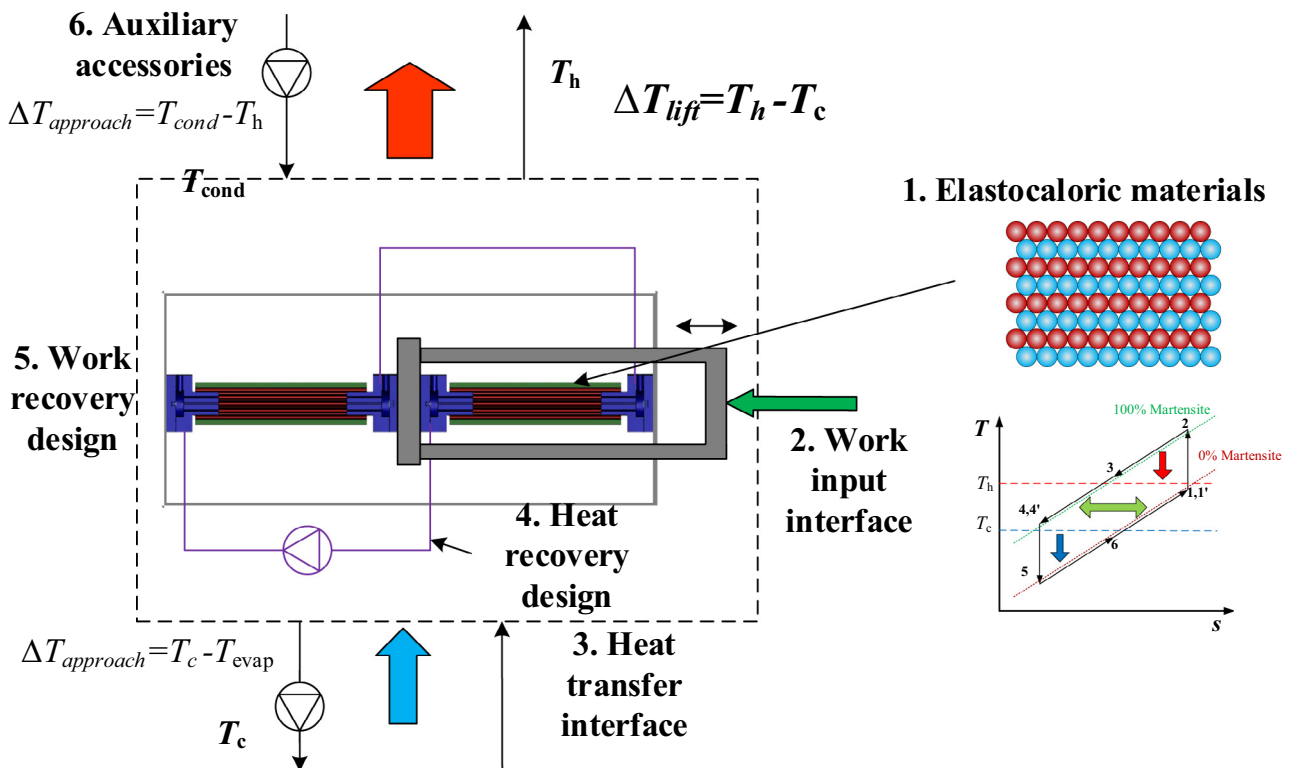 6. Auxiliary
accessories
ΔTapproach=Tcond-Th
Tcond
Th
ΔTlift=Th-Tc
1. Elastocaloric materials
5. Work
recovery
design
2. Work
input
interface
4. Heat
recovery
design
3. Heat
transfer
interface
ΔTapproach=Tc-Tevap
Tc
T
100% Martensite
2
0% Martensite
3
Th
1,1'
4,4'
Tc
6
5
s